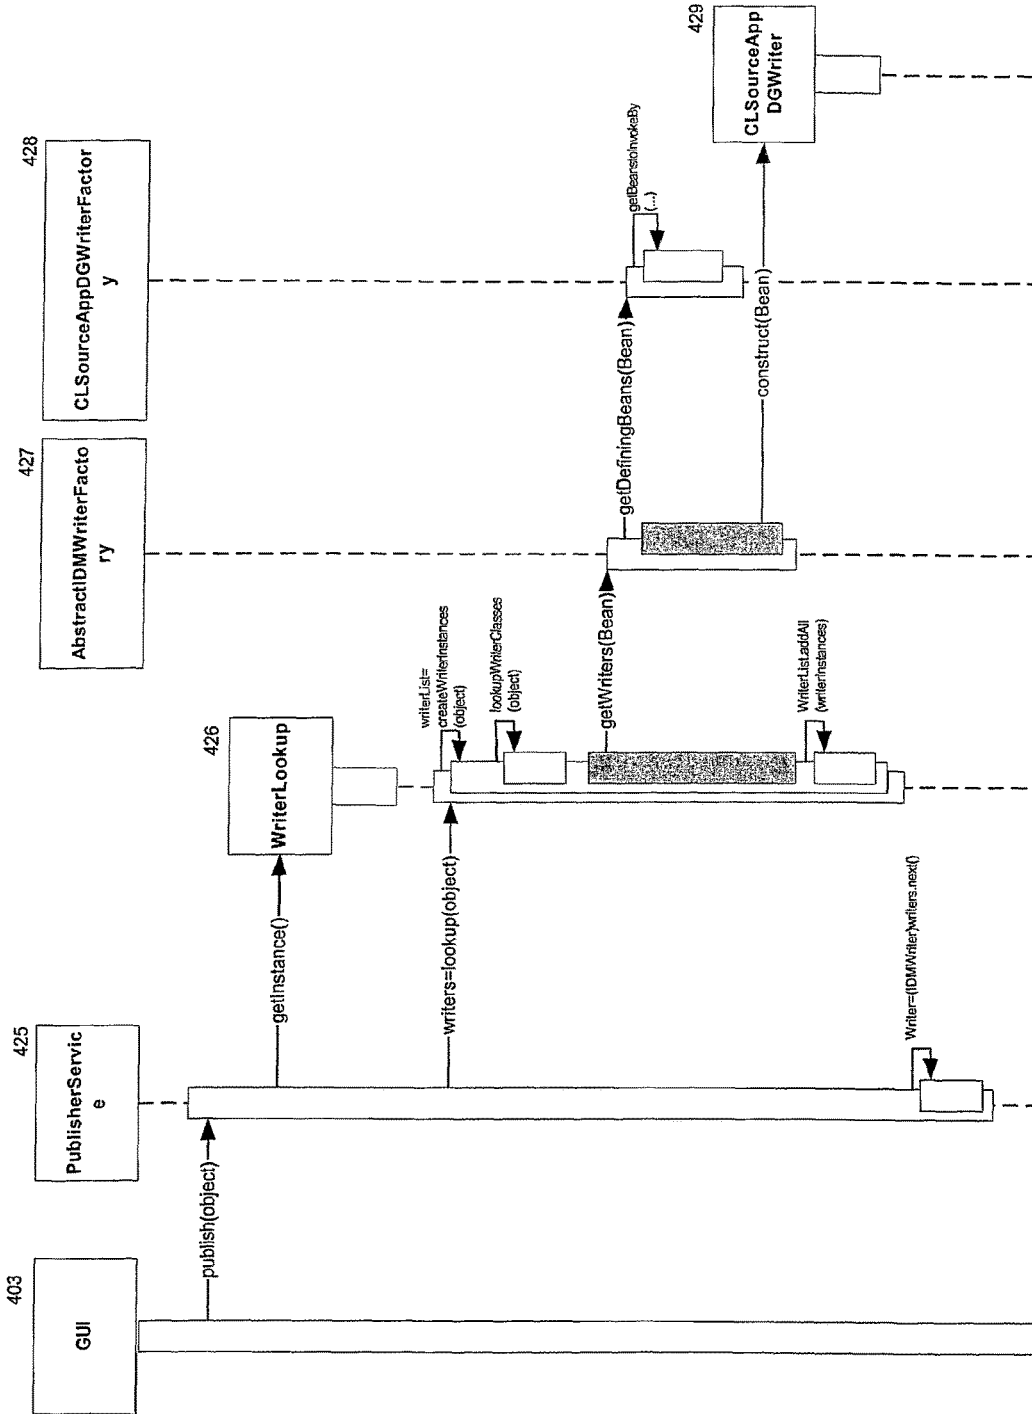 403
GUI
425
PublisherServic
e
426
WriterLookup
427
AbstractIDMWriterFacto
ry
428
CLSourceAppDGWriterFactor
y
429
CLSourceApp
DGWriter
publish(object)
getInstance()
writers=lookup(object)
writerList=
createWriterInstances
(object)
lookupWriterClasses
(object)
getWriters(Bean)
getDefiningBeans(Bean)
getBeanstoInvokeBy
(...)
construct(Bean)
WriterList.addAll
(writerInstances)
Writer=(IDMWriter)writers.next()